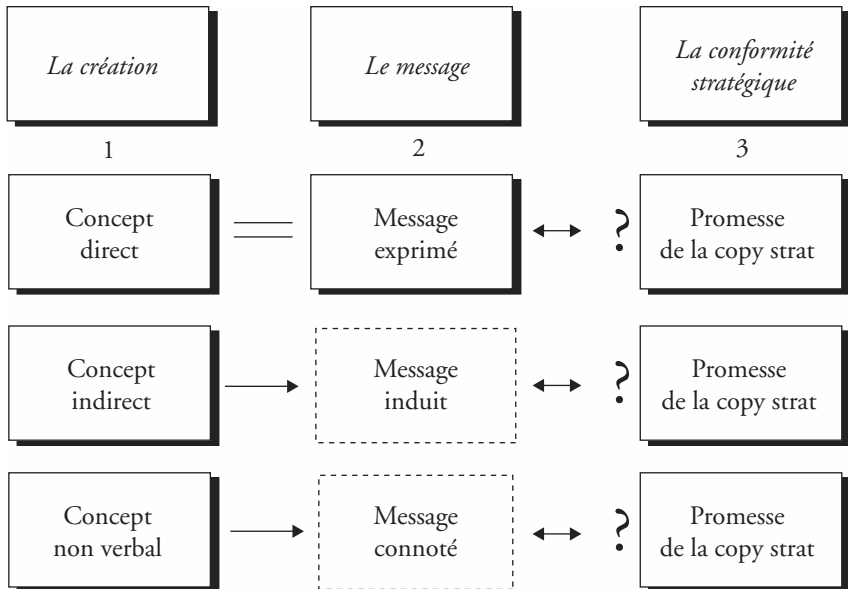 La création
Le message
La conformité
stratégique
1
2
3
Concept
direct
Message
exprimé
?
Promesse
de la copy strat
Concept
indirect
Message
induit
?
Promesse
de la copy strat
Concept
non verbal
Message
connoté
?
Promesse
de la copy strat